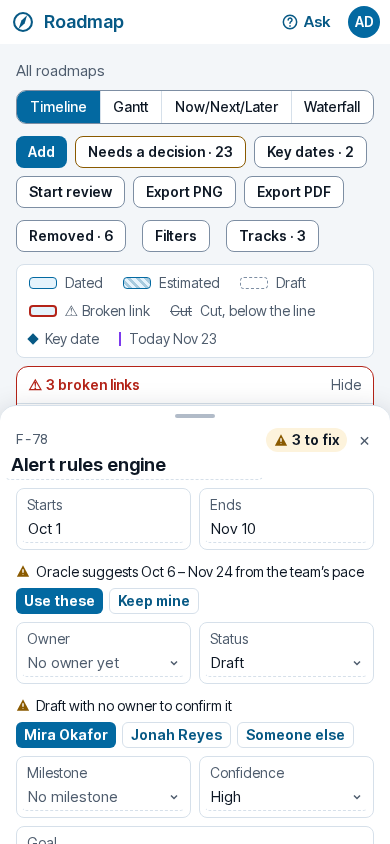 Roadmap
Ask
AD
All roadmaps
Timeline Gantt Now/Next/Later Waterfall
Add Needs a decision · 23 Key dates · 2
Start review Export PNG Export PDF
Removed · 6 Filters Tracks · 3
Dated Estimated Draft
⚠ Broken link Cut Cut, below the line
Key date Today Nov 23
⚠ 3 broken links Hide
F-78
3 to fix ×
Alert rules engine
Starts Ends
Oct 1 Nov 10
Oracle suggests Oct 6 – Nov 24 from the team’s pace
Use these Keep mine
Owner Status
No owner yet Draft
Draft with no owner to confirm it
Mira Okafor Jonah Reyes Someone else
Milestone Confidence
No milestone High
Goal